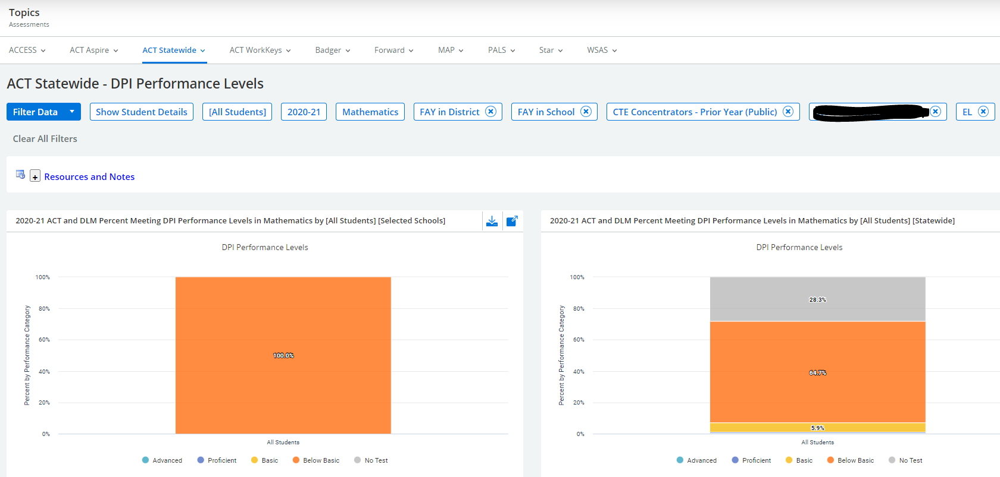 Topics
Assessments
ACCESS ACT Aspire ACT Statewide ACT WorkKeys Badger Forward MAP PALS Star WSAS
ACT Statewide - DPI Performance Levels
Filter Data Show Student Details [All Students] 2020-21 Mathematics FAY in District FAY in School CTE Concentrators - Prior Year (Public) EL
Clear All Filters
+ Resources and Notes
2020-21 ACT and DLM Percent Meeting DPI Performance Levels in Mathematics by [All Students] [Selected Schools]
DPI Performance Levels
Percent by Performance Category
100%
80%
60%
40%
20%
0%
100.0%
All Students
Advanced Proficient Basic Below Basic No Test
2020-21 ACT and DLM Percent Meeting DPI Performance Levels in Mathematics by [All Students] [Statewide]
DPI Performance Levels
Percent by Performance Category
100%
80%
60%
40%
20%
0%
28.3%
64.7%
5.9%
All Students
Advanced Proficient Basic Below Basic No Test